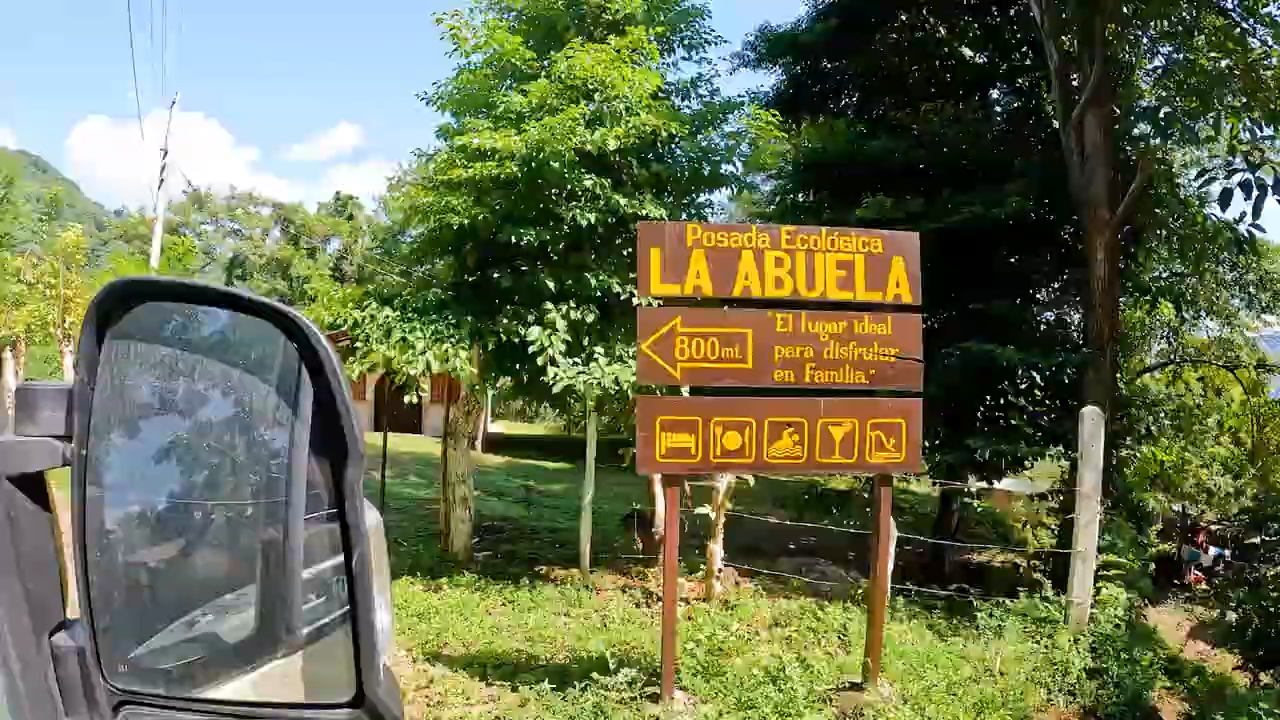 Posada Ecológica
LA ABUELA
800mt.
"El lugar ideal
para disfrutar
en Familia."